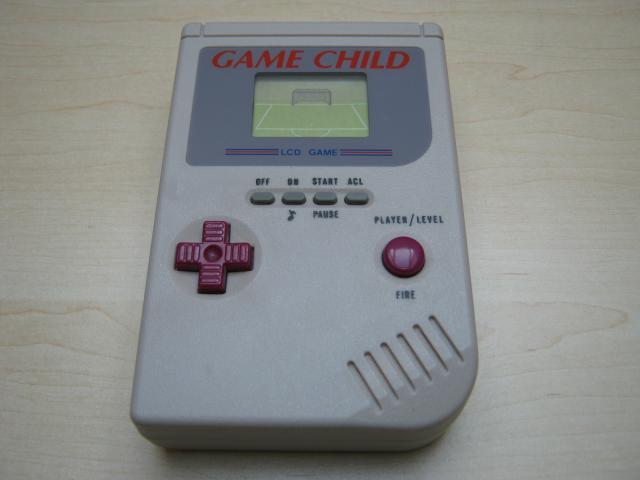 GAME CHILD
LCD GAME
OFF ON START ACL
PAUSE
PLAYER/LEVEL
FIRE